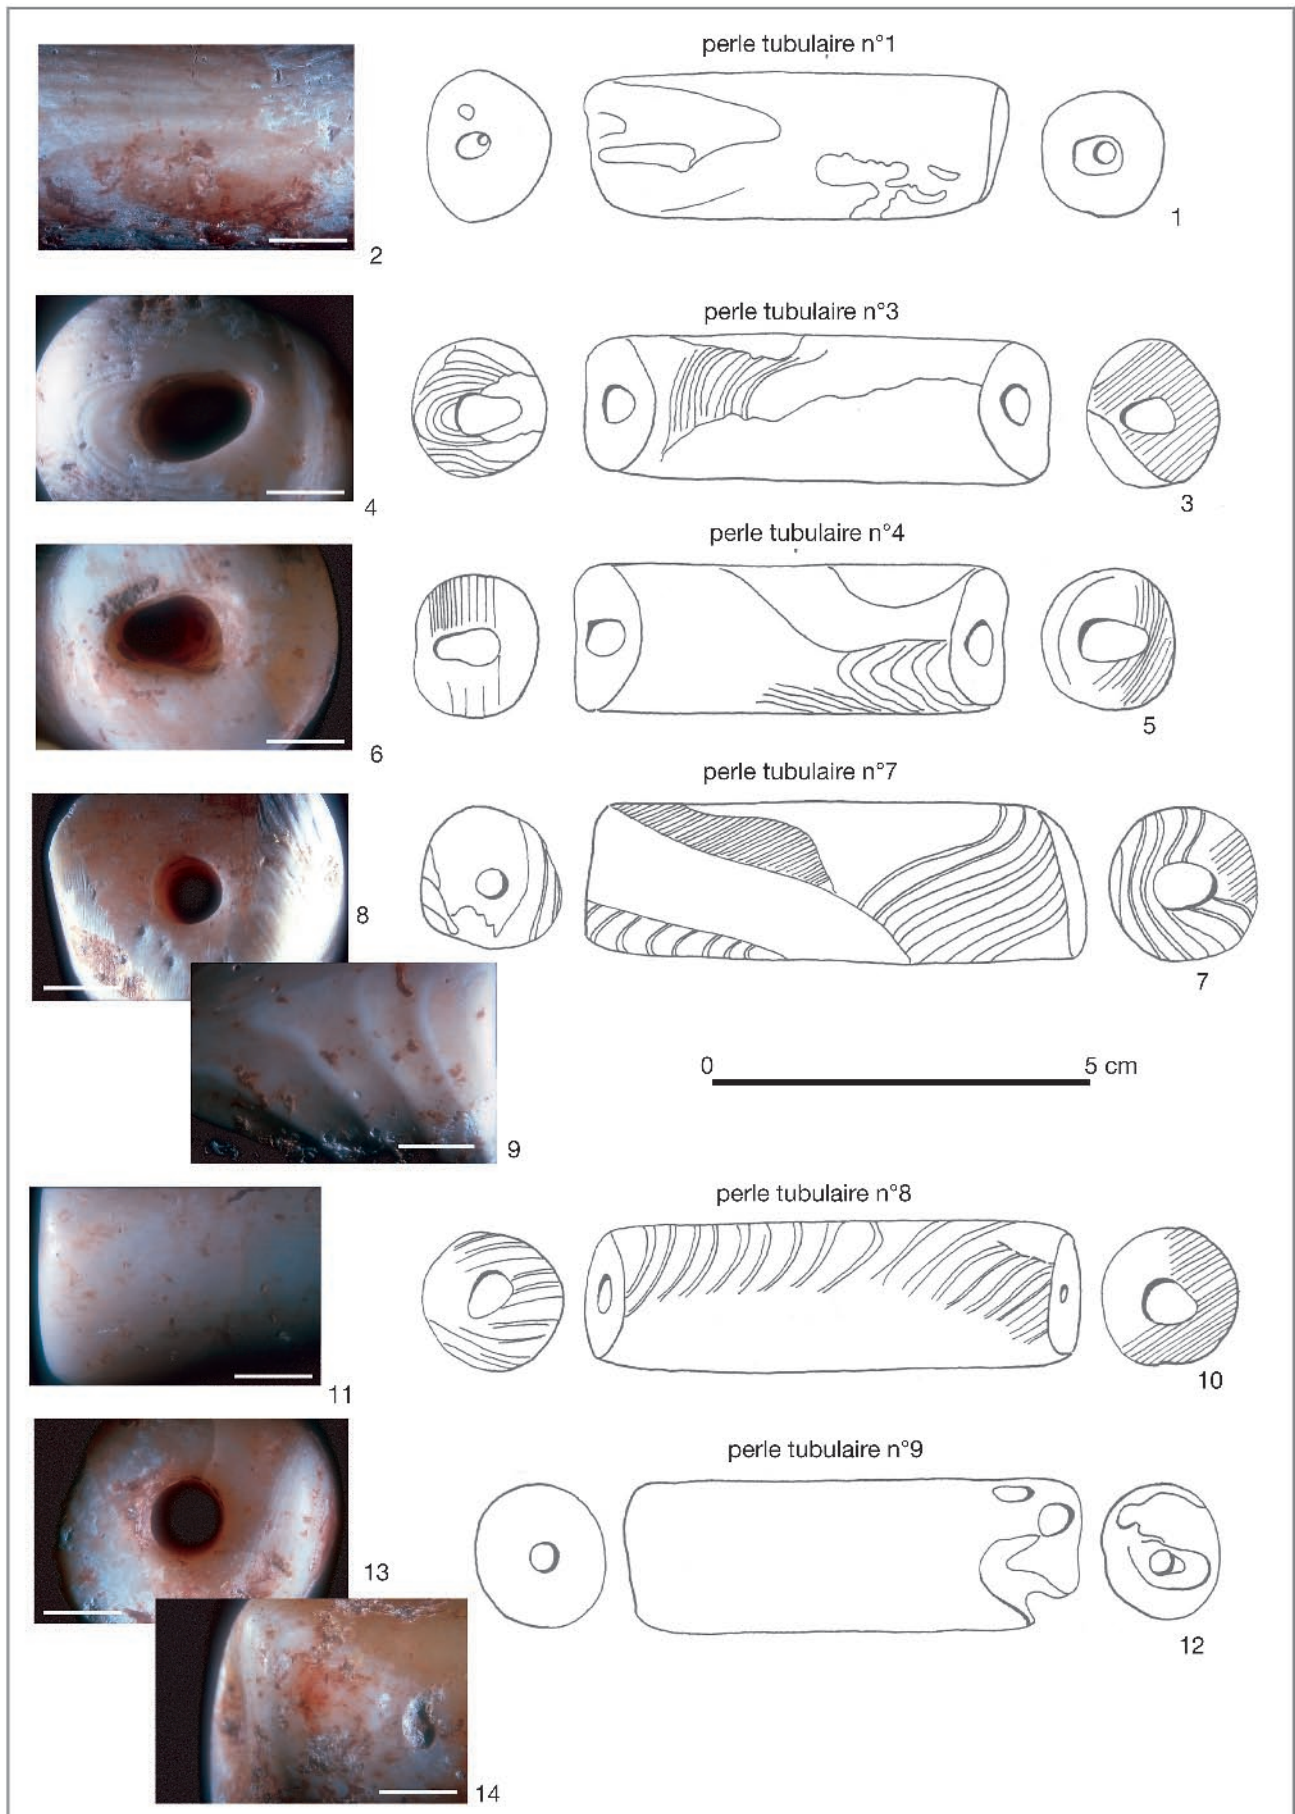 perle tubulaire n°1
1
2
perle tubulaire n°3
3
4
perle tubulaire n°4
5
6
perle tubulaire n°7
7
8
0 5 cm
9
perle tubulaire n°8
10
11
perle tubulaire n°9
12
13
14